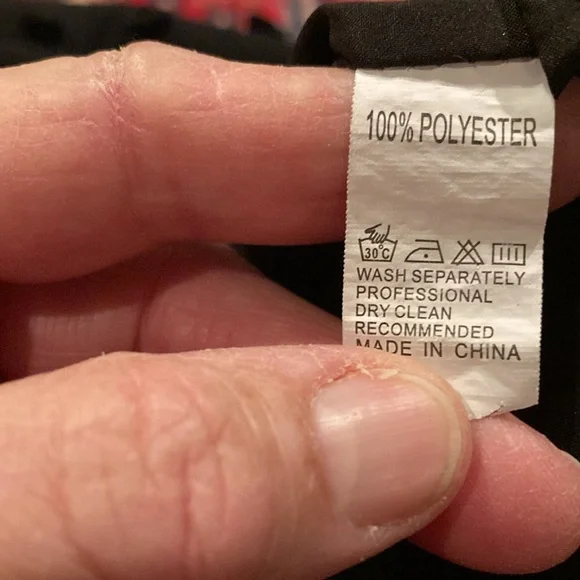 100% POLYESTER
30°C
WASH SEPARATELY
PROFESSIONAL
DRY CLEAN
RECOMMENDED
MADE IN CHINA